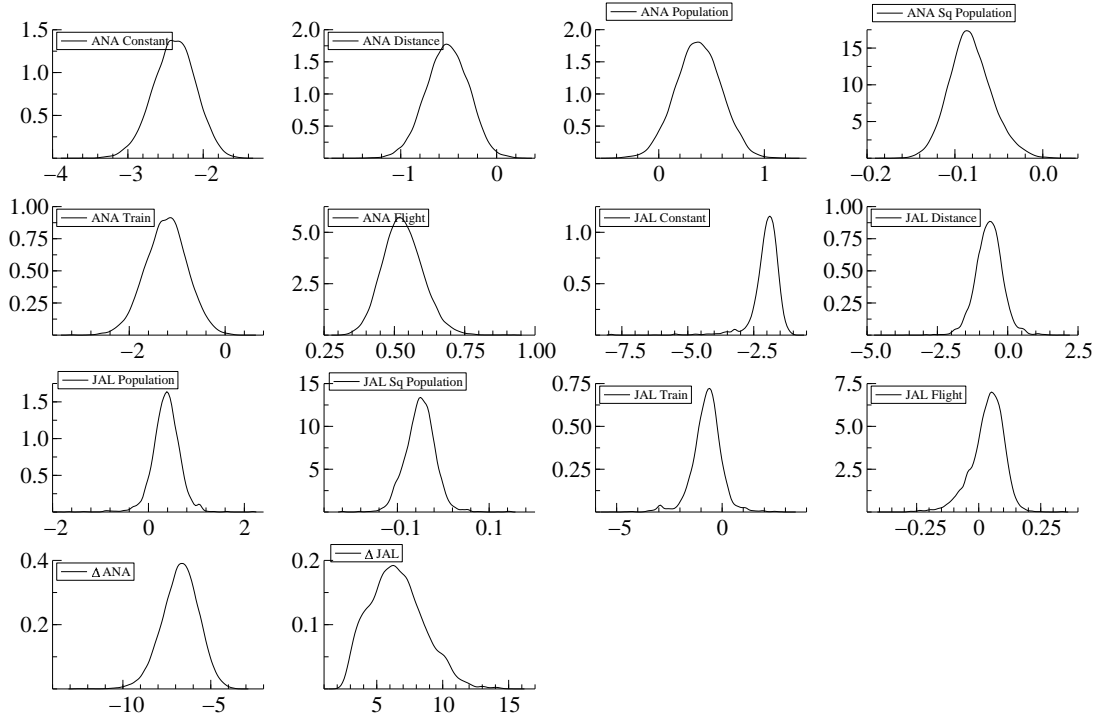 ANA Constant
1.5
1.0
0.5
−4 −3 −2
ANA Distance
2.0
1.5
1.0
0.5
−1 0
ANA Population
2.0
1.5
1.0
0.5
0 1
ANA Sq Population
15
10
5
−0.2 −0.1 0.0
ANA Train
1.00
0.75
0.50
0.25
−2 0
ANA Flight
5.0
2.5
0.25 0.50 0.75 1.00
JAL Constant
1.0
0.5
−7.5 −5.0 −2.5
JAL Distance
1.00
0.75
0.50
0.25
−5.0 −2.5 0.0 2.5
JAL Population
1.5
1.0
0.5
−2 0 2
JAL Sq Population
15
10
5
−0.1 0.1
JAL Train
0.75
0.50
0.25
−5 0
JAL Flight
7.5
5.0
2.5
−0.25 0 0.25
Δ ANA
0.4
0.2
−10 −5
Δ JAL
0.2
0.1
5 10 15